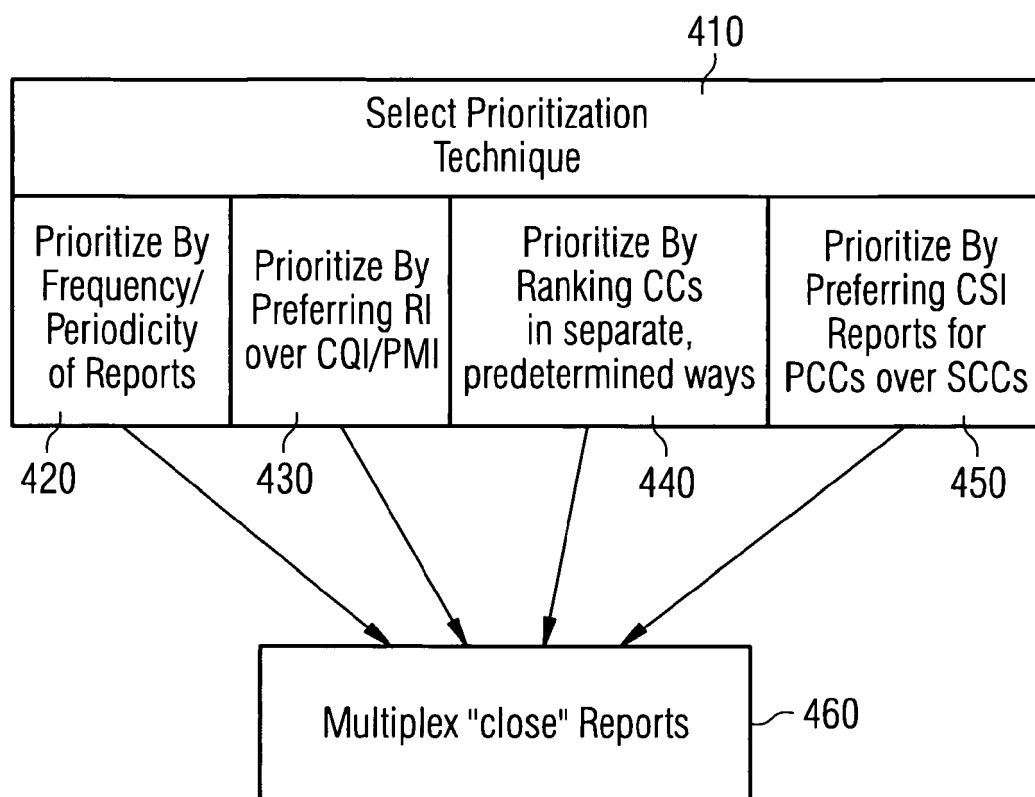 410
Select Prioritization
Technique
Prioritize By
Frequency/
Periodicity
of Reports
Prioritize By
Preferring RI
over CQI/PMI
Prioritize By
Ranking CCs
in separate,
predetermined ways
Prioritize By
Preferring CSI
Reports for
PCCs over SCCs
420
430
440
450
Multiplex "close" Reports
460